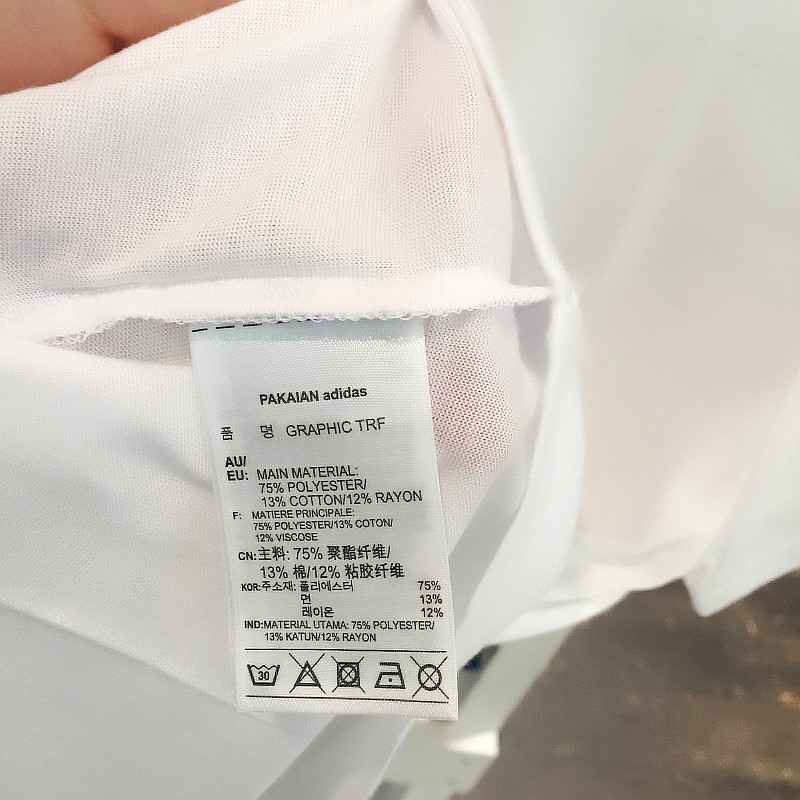 PAKAIAN adidas
품 명 GRAPHIC TRF
AU/
EU: MAIN MATERIAL:
75% POLYESTER/
13% COTTON/12% RAYON
F: MATIERE PRINCIPALE:
75% POLYESTER/13% COTON/
12% VISCOSE
CN:主料: 75% 聚酯纤维/
13% 棉/12% 粘胶纤维
KOR:주소재: 폴리에스터 75%
면 13%
레이온 12%
IND:MATERIAL UTAMA: 75% POLYESTER/
13% KATUN/12% RAYON
30